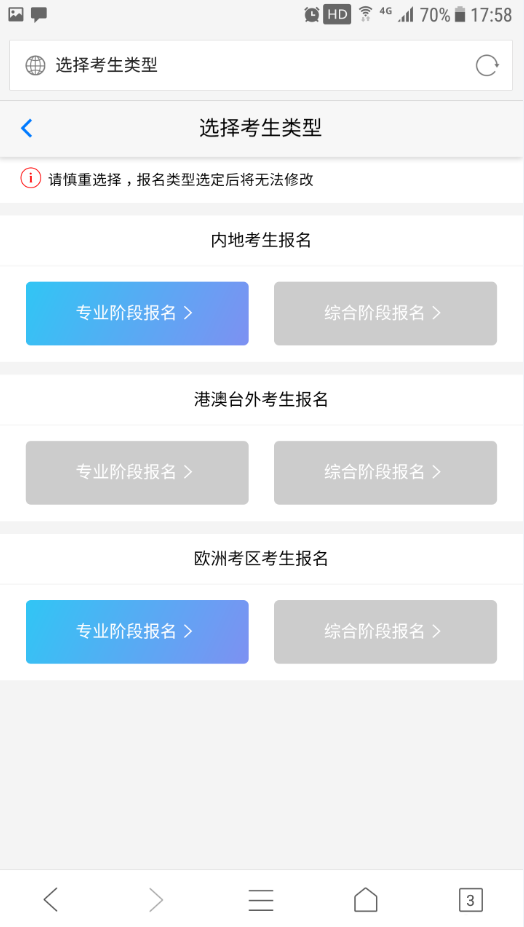 HD 4G 70% 17:58
选择考生类型
选择考生类型
请慎重选择，报名类型选定后将无法修改
内地考生报名
专业阶段报名 综合阶段报名
港澳台外考生报名
专业阶段报名 综合阶段报名
欧洲考区考生报名
专业阶段报名 综合阶段报名
3